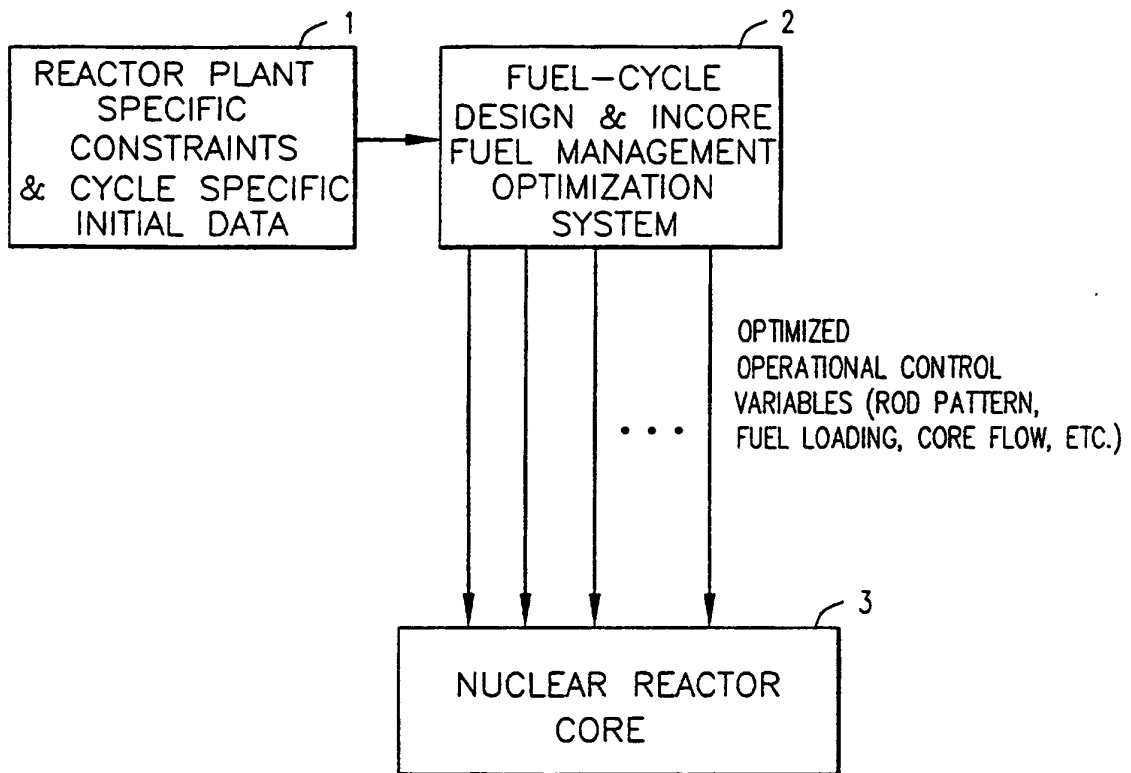 1
REACTOR PLANT
SPECIFIC
CONSTRAINTS
& CYCLE SPECIFIC
INITIAL DATA
2
FUEL-CYCLE
DESIGN & INCORE
FUEL MANAGEMENT
OPTIMIZATION
SYSTEM
OPTIMIZED
OPERATIONAL CONTROL
VARIABLES (ROD PATTERN,
FUEL LOADING, CORE FLOW, ETC.)
. . .
3
NUCLEAR REACTOR
CORE